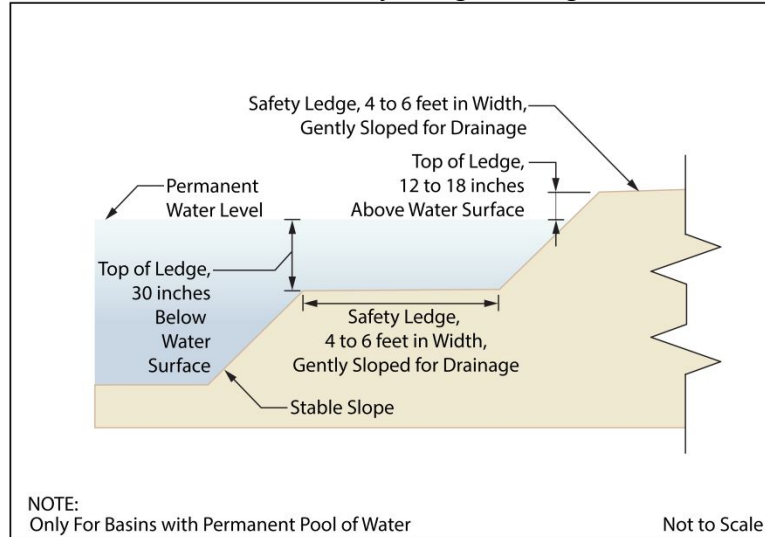 Safety Ledge, 4 to 6 feet in Width,
Gently Sloped for Drainage
Top of Ledge,
12 to 18 inches
Above Water Surface
Permanent
Water Level
Top of Ledge,
30 inches
Below
Water
Surface
Safety Ledge,
4 to 6 feet in Width,
Gently Sloped for Drainage
Stable Slope
NOTE:
Only For Basins with Permanent Pool of Water
Not to Scale